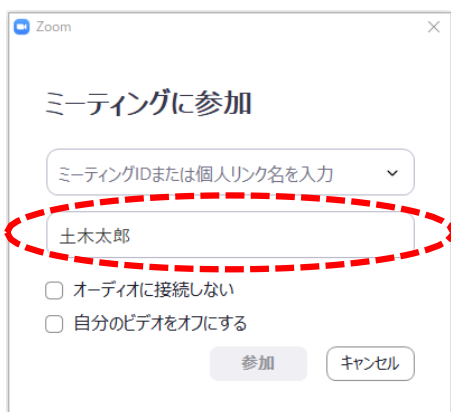 Zoom
ミーティングに参加
ミーティングIDまたは個人リンク名を入力
土木太郎
オーディオに接続しない
自分のビデオをオフにする
参加 キャンセル